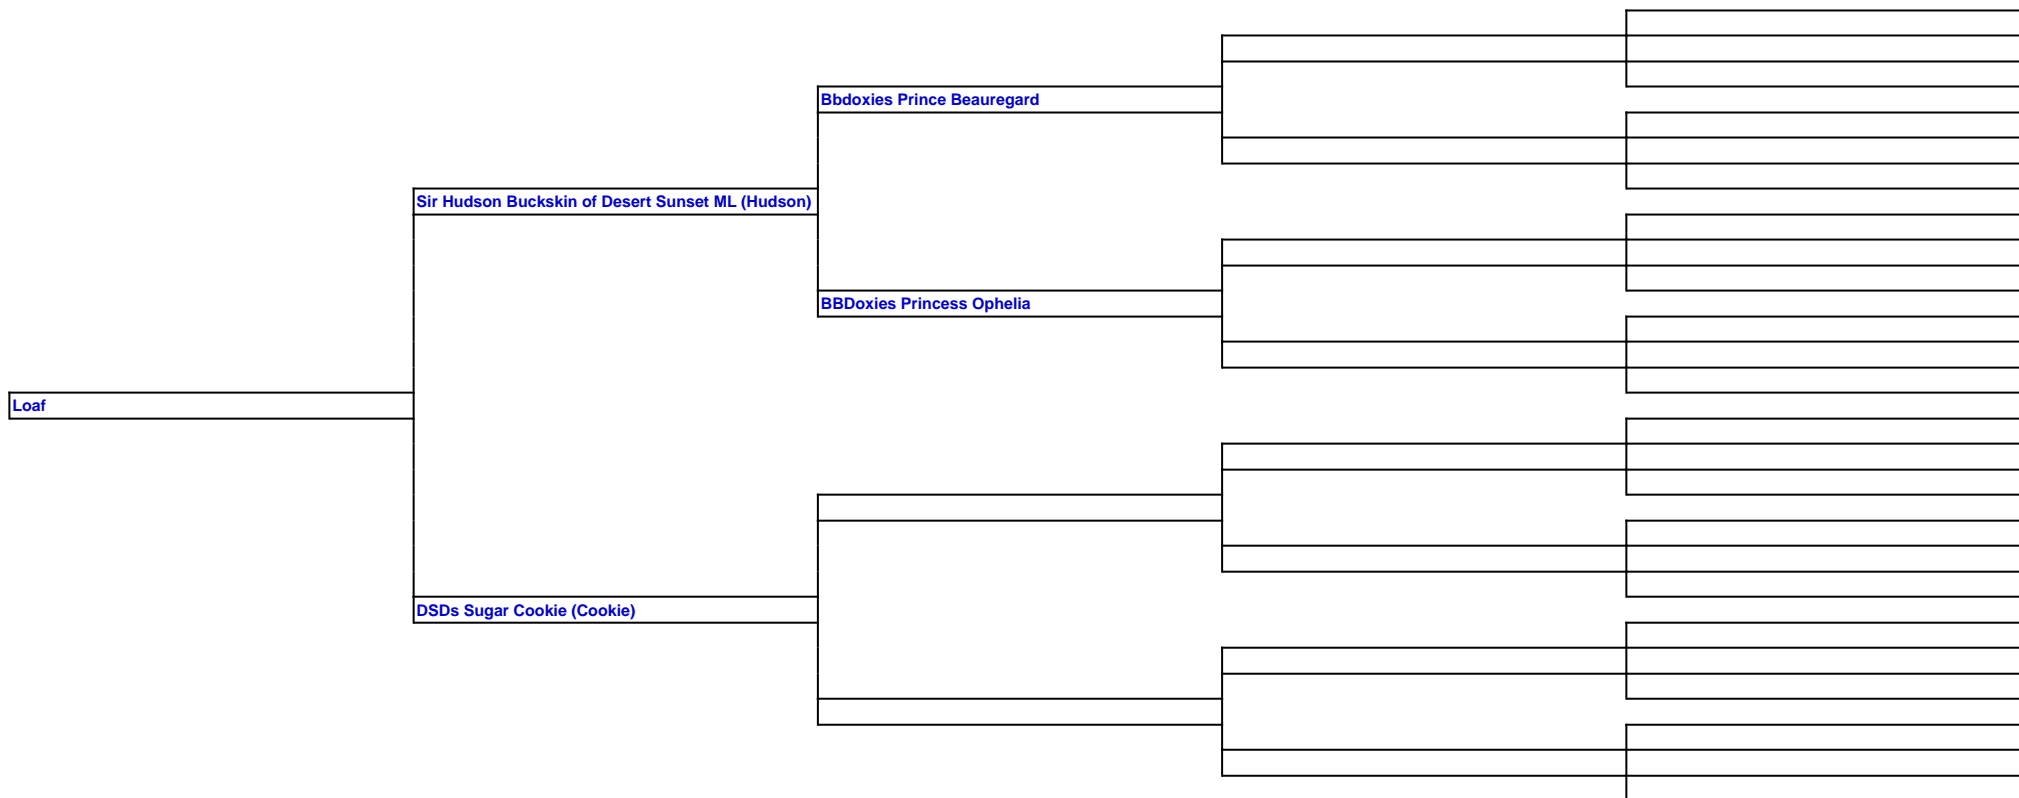 Bbdoxies Prince Beauregard
Sir Hudson Buckskin of Desert Sunset ML (Hudson)
BBDoxies Princess Ophelia
Loaf
DSDs Sugar Cookie (Cookie)